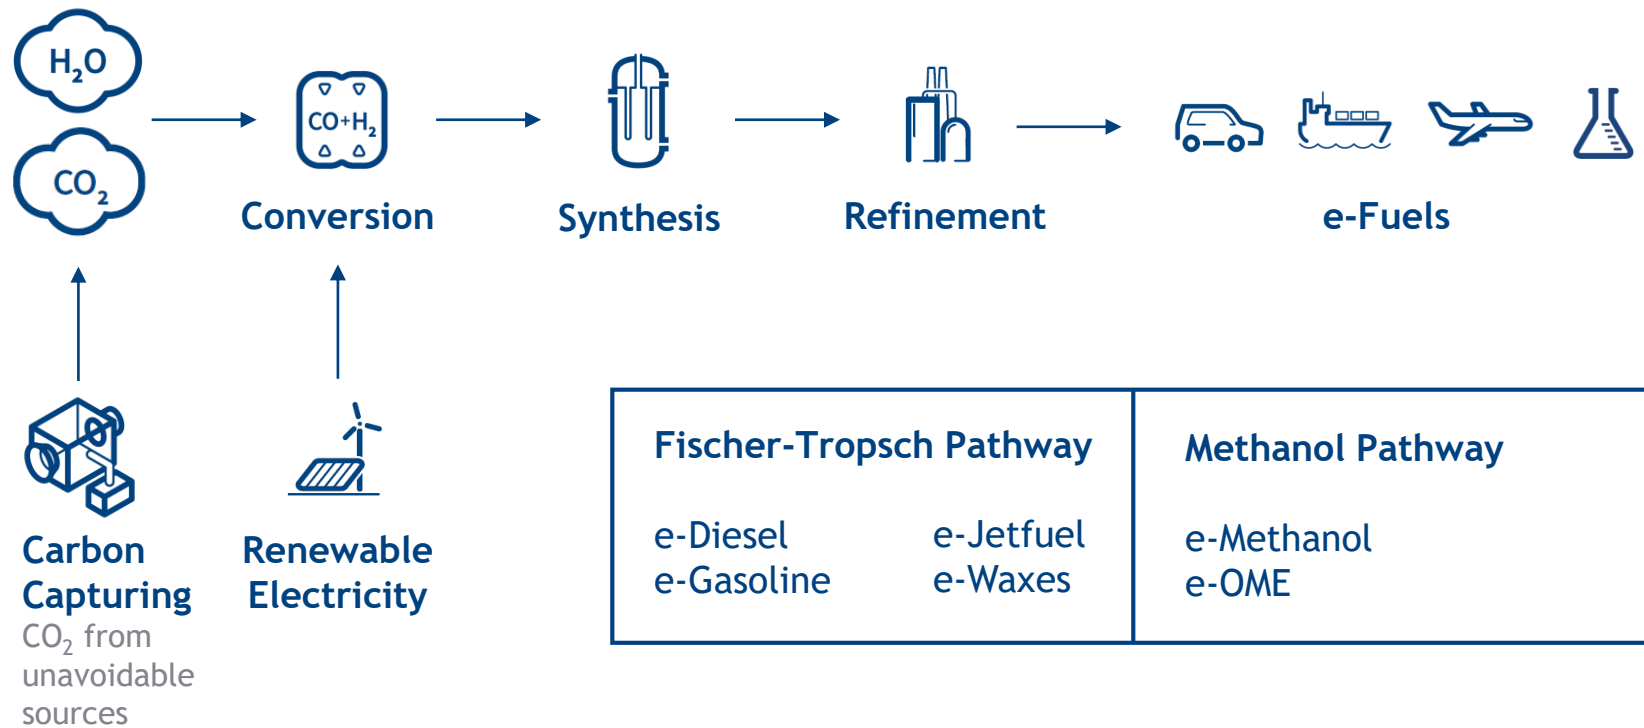 H₂O
CO₂
CO+H₂
Conversion
Synthesis
Refinement
e-Fuels
Carbon
Capturing
CO₂ from
unavoidable
sources
Renewable
Electricity
Fischer-Tropsch Pathway
e-Diesel
e-Gasoline
e-Jetfuel
e-Waxes
Methanol Pathway
e-Methanol
e-OME